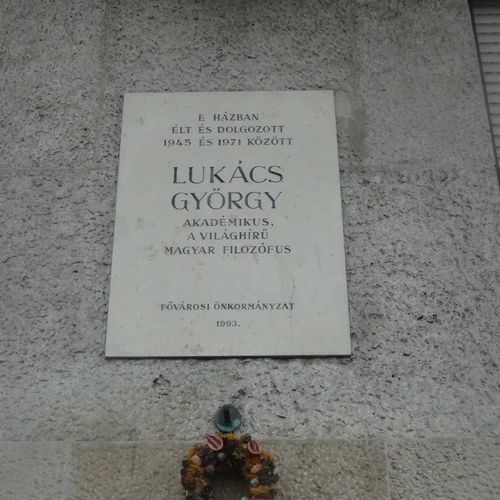 E HÁZBAN
ÉLT ÉS DOLGOZOTT
1945 ÉS 1971 KÖZÖTT
LUKÁCS
GYÖRGY
AKADÉMIKUS,
A VILÁGHÍRŰ
MAGYAR FILOZÓFUS
FŐVÁROSI ÖNKORMÁNYZAT
1993.